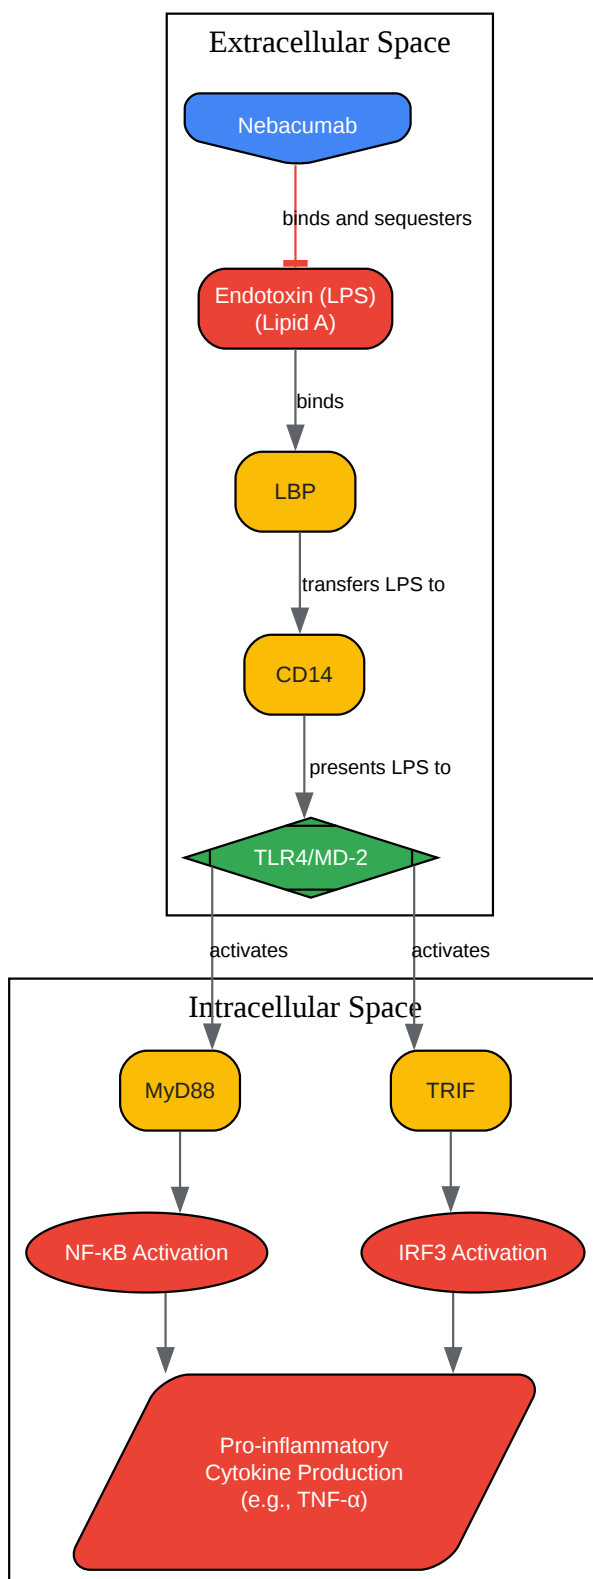 Extracellular Space
Nebacumab
binds and sequesters
Endotoxin (LPS)
(Lipid A)
binds
LBP
transfers LPS to
CD14
presents LPS to
TLR4/MD-2
activates
activates
Intracellular Space
MyD88
TRIF
NF-κB Activation
IRF3 Activation
Pro-inflammatory
Cytokine Production
(e.g., TNF-α)